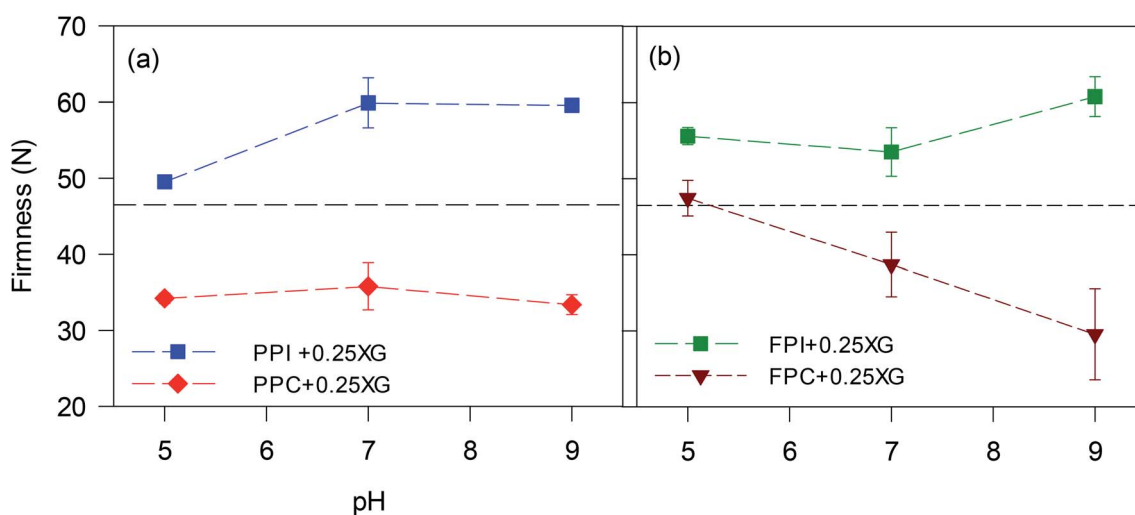 70
60
50
40
30
20
Firmness (N)
(a)
PPI +0.25XG
PPC+0.25XG
5 6 7 8 9
pH
(b)
FPI+0.25XG
FPC+0.25XG
5 6 7 8 9